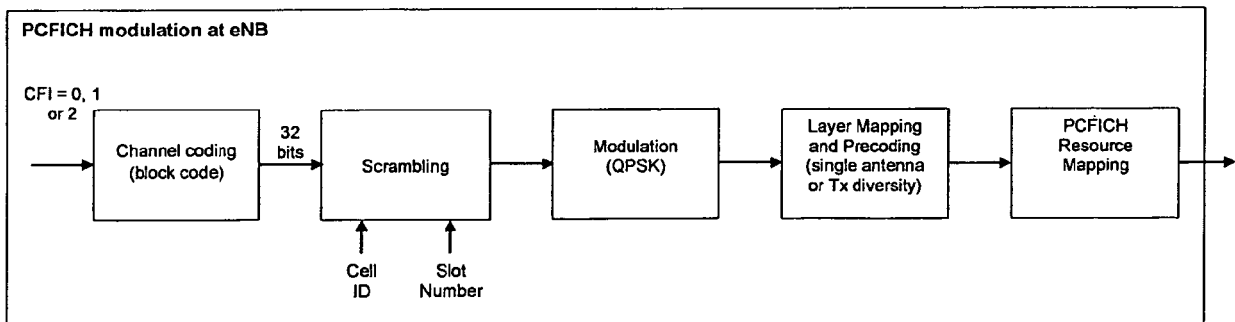 PCFICH modulation at eNB
CFI = 0, 1
or 2
Channel coding
(block code)
32
bits
Scrambling
Modulation
(QPSK)
Layer Mapping
and Precoding
(single antenna
or Tx diversity)
PCFICH
Resource
Mapping
Cell
ID
Slot
Number